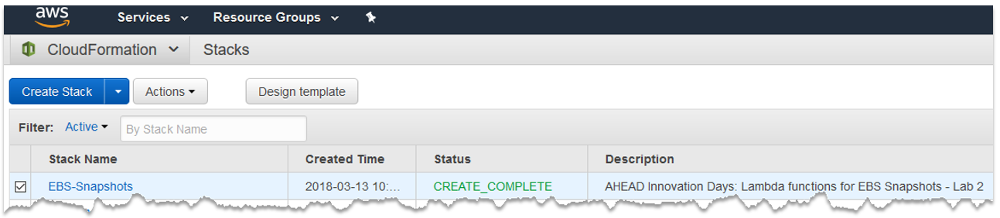 aws Services Resource Groups
CloudFormation Stacks
Create Stack Actions Design template
Filter: Active By Stack Name
Stack Name Created Time Status Description
EBS-Snapshots 2018-03-13 10:... CREATE_COMPLETE AHEAD Innovation Days: Lambda functions for EBS Snapshots - Lab 2